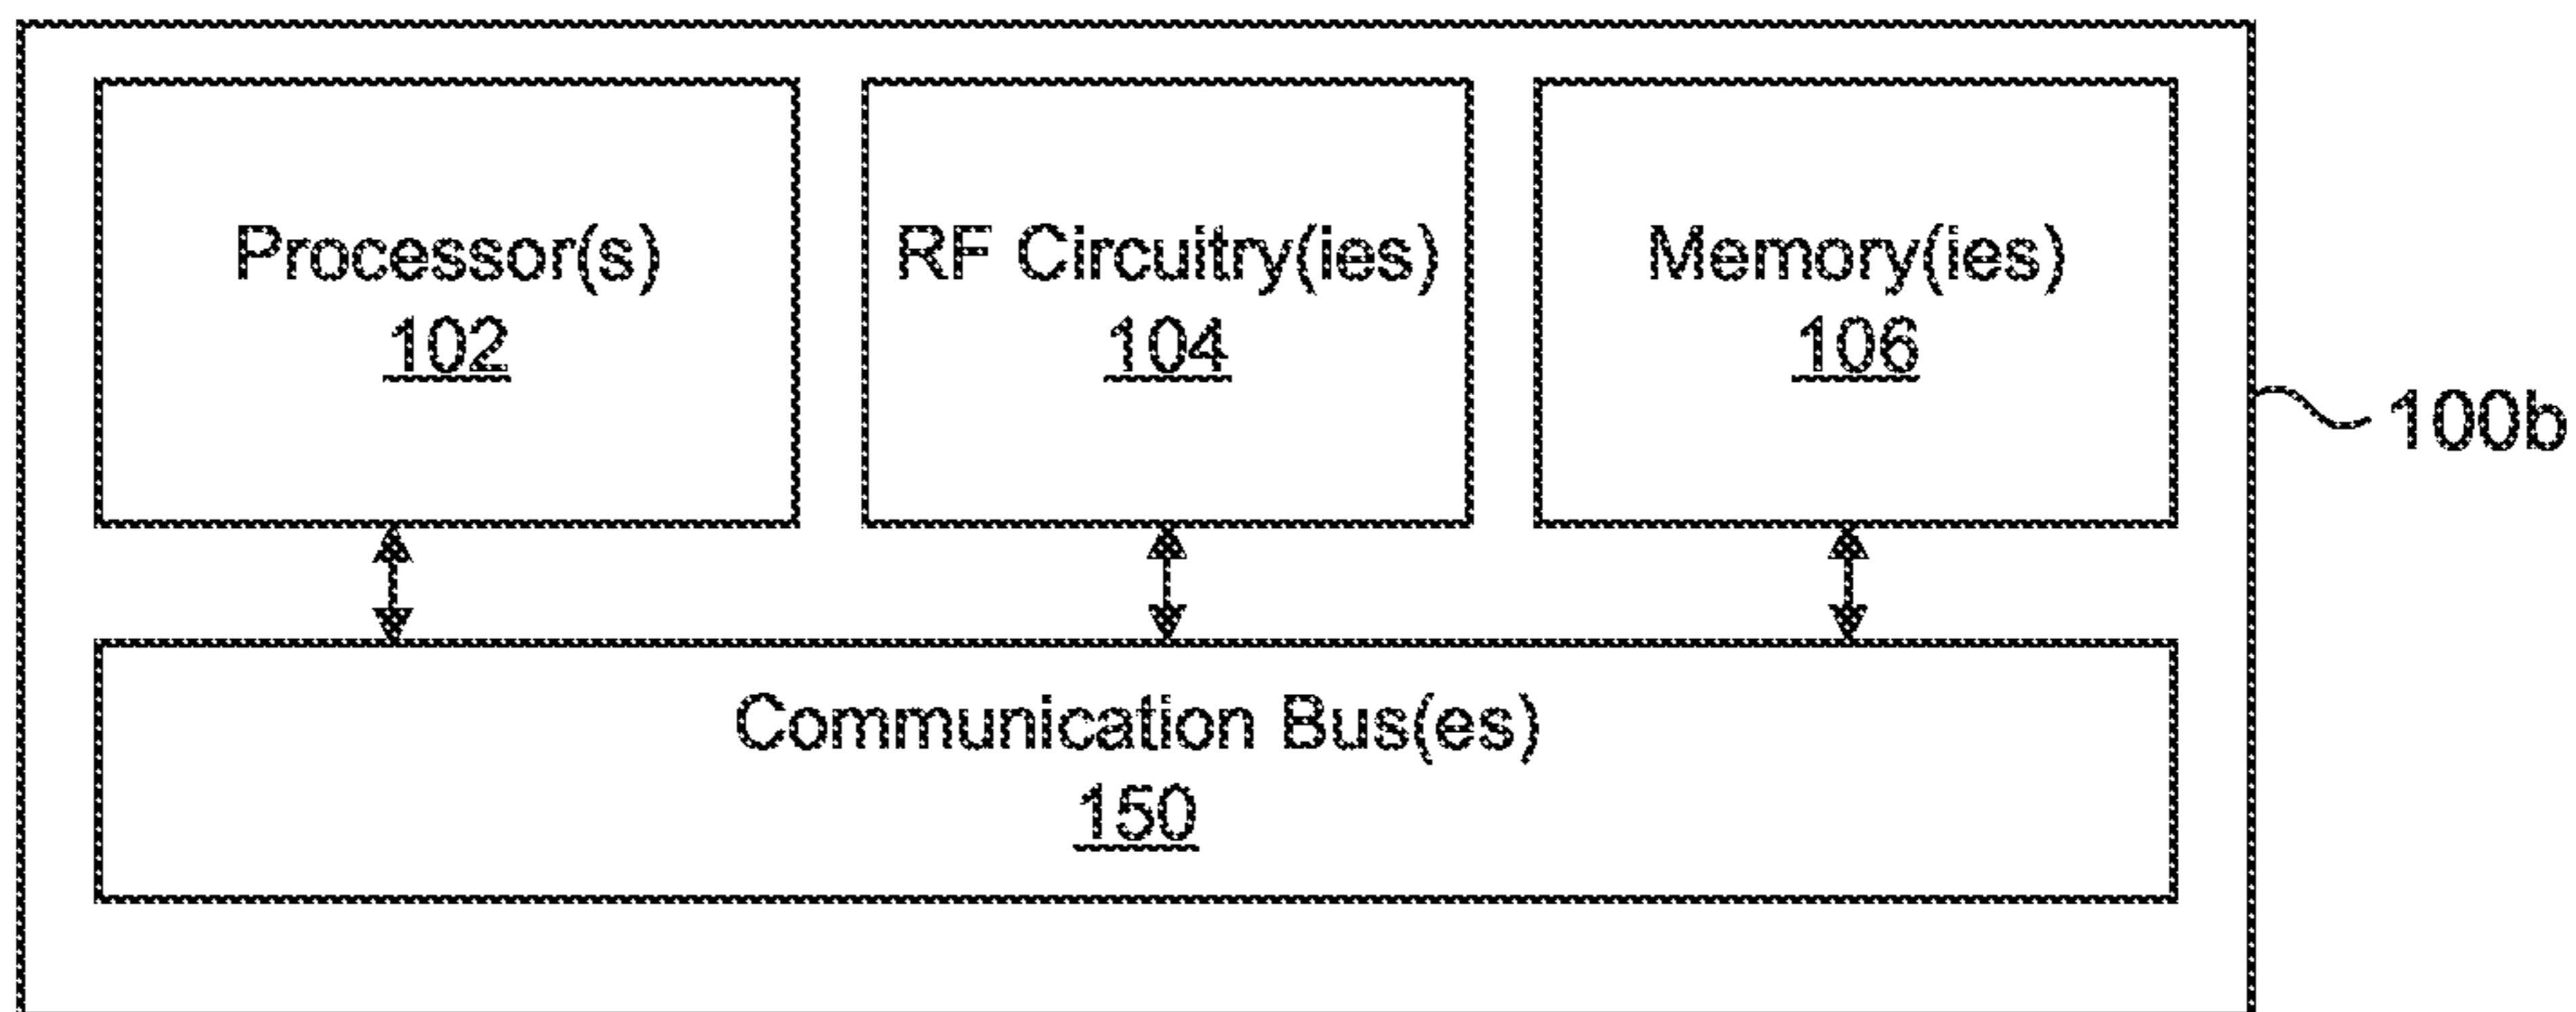 Processor(s)
102
RF Circuitry(ies)
104
Memory(ies)
106
100b
Communication Bus(es)
150